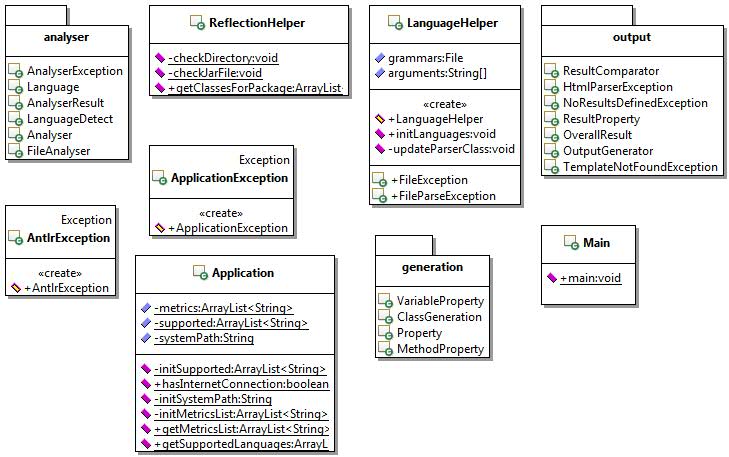 analyser
AnalyserException
Language
AnalyserResult
LanguageDetect
Analyser
FileAnalyser
ReflectionHelper
-checkDirectory:void
-checkJarFile:void
+getClassesForPackage:ArrayList
LanguageHelper
grammars:File
arguments:String[]
«create»
+LanguageHelper
+initLanguages:void
-updateParserClass:void
+FileException
+FileParseException
output
ResultComparator
HtmlParserException
NoResultsDefinedException
ResultProperty
OverallResult
OutputGenerator
TemplateNotFoundException
Exception
ApplicationException
«create»
+ApplicationException
Exception
AntlrException
«create»
+AntlrException
Application
-metrics:ArrayList<String>
-supported:ArrayList<String>
-systemPath:String
-initSupported:ArrayList<String>
+hasInternetConnection:boolean
-initSystemPath:String
-initMetricsList:ArrayList<String>
+getMetricsList:ArrayList<String>
+getSupportedLanguages:ArrayL
generation
VariableProperty
ClassGeneration
Property
MethodProperty
Main
+main:void